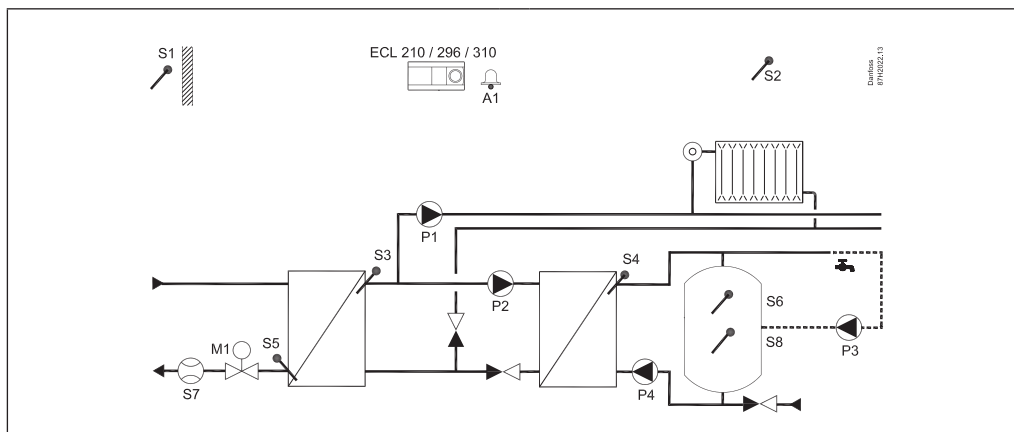 S1
ECL 210 / 296 / 310
A1
S2
Danfoss
87H2022.13
P1
S3
S4
P2
S6
S8
P3
M1
S5
S7
P4